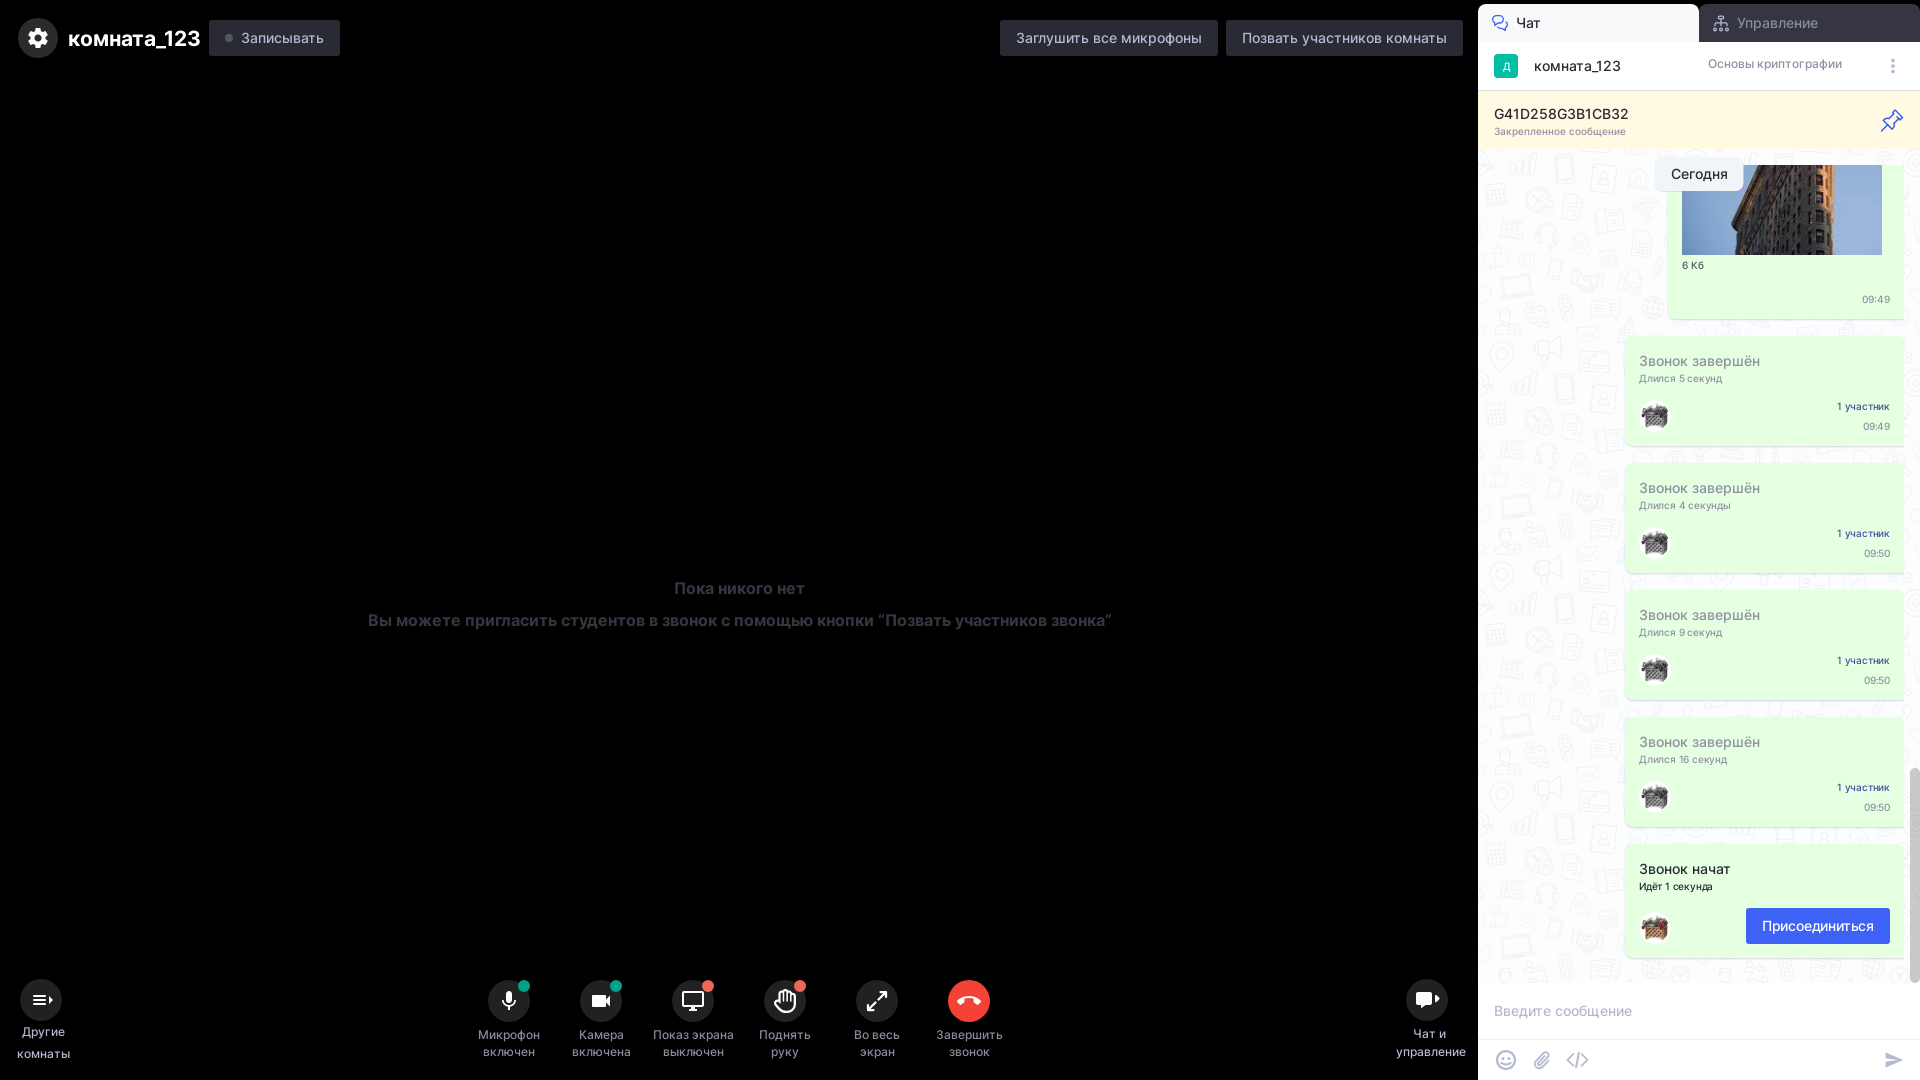 комната_123
Записывать
Заглушить все микрофоны
Позвать участников комнаты
Чат
Управление
Д
комната_123
Основы криптографии
G41D258G3B1CB32
Закрепленное сообщение
Сегодня
6 Кб
09:49
Звонок завершён
Длился 5 секунд
1 участник
09:49
Звонок завершён
Длился 4 секунды
1 участник
09:50
Звонок завершён
Длился 9 секунд
1 участник
09:50
Звонок завершён
Длился 16 секунд
1 участник
09:50
Звонок начат
Идёт 1 секунда
Присоединиться
Введите сообщение
Пока никого нет
Вы можете пригласить студентов в звонок с помощью кнопки “Позвать участников звонка”
Другие
комнаты
Микрофон
включен
Камера
включена
Показ экрана
выключен
Поднять
руку
Во весь
экран
Завершить
звонок
Чат и
управление